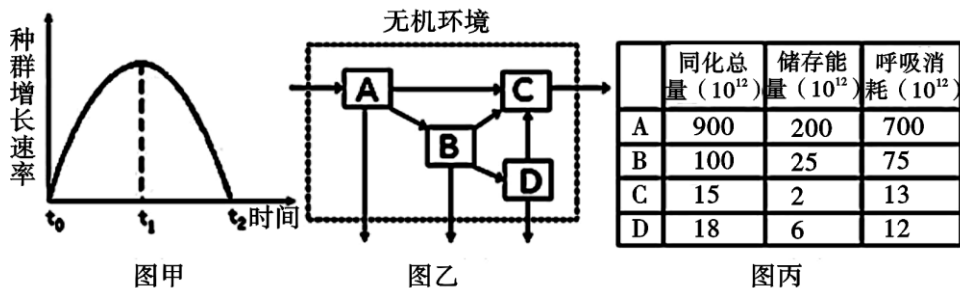 种群增长速率
t₀
t₁
t₂时间
图甲
无机环境
A
C
B
D
图乙
同化总量（10¹²） 储存能量（10¹²） 呼吸消耗（10¹²）
A 900 200 700
B 100 25 75
C 15 2 13
D 18 6 12
图丙